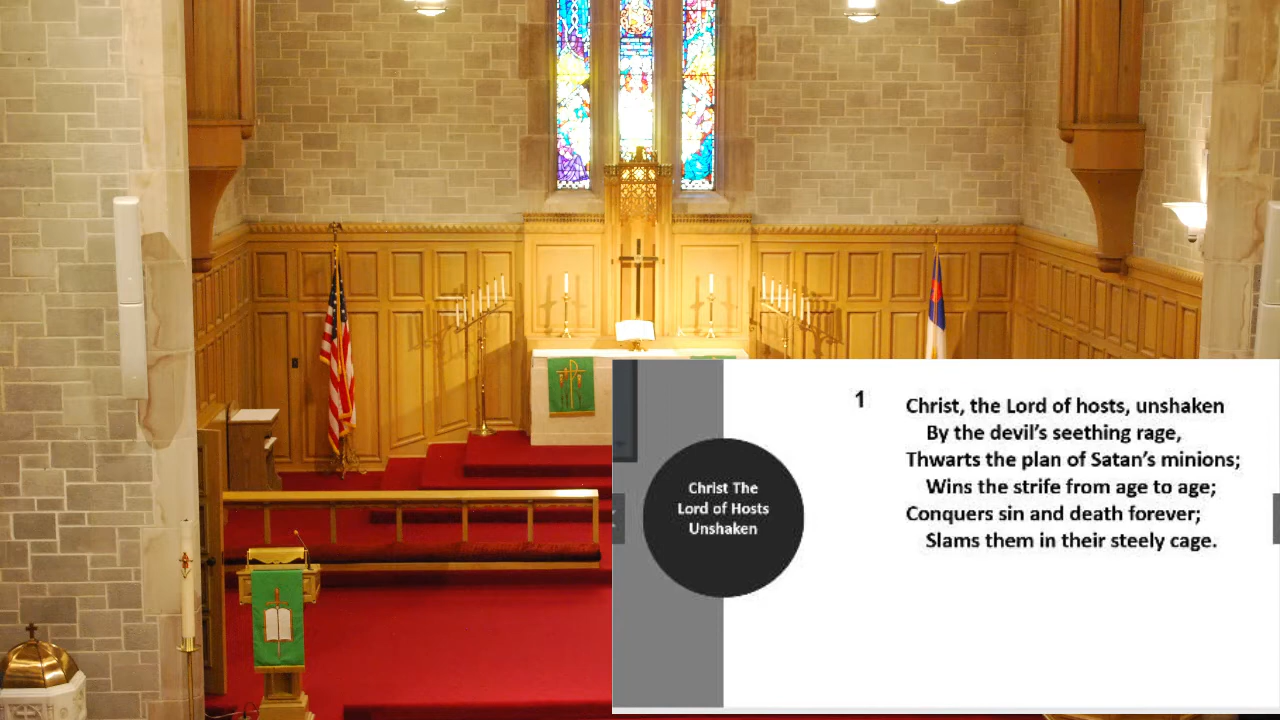 Christ The
Lord of Hosts
Unshaken
1
Christ, the Lord of hosts, unshaken
By the devil’s seething rage,
Thwarts the plan of Satan’s minions;
Wins the strife from age to age;
Conquers sin and death forever;
Slams them in their steely cage.